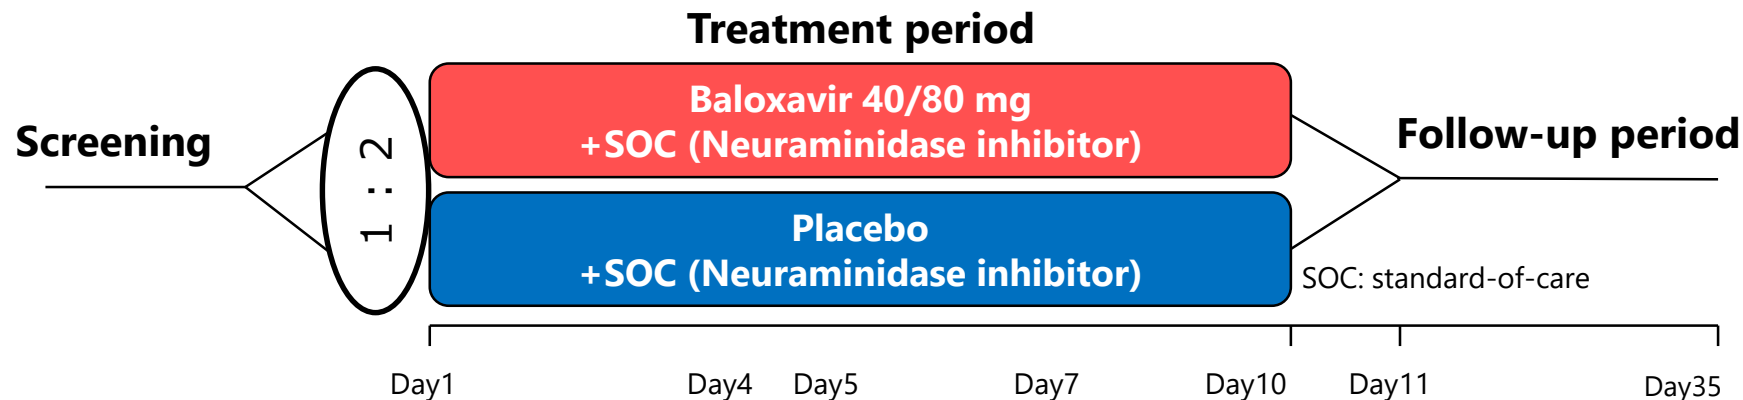 Treatment period
Screening
1 : 2
Baloxavir 40/80 mg
+SOC (Neuraminidase inhibitor)
Placebo
+SOC (Neuraminidase inhibitor)
Follow-up period
SOC: standard-of-care
Day1 Day4 Day5 Day7 Day10 Day11 Day35